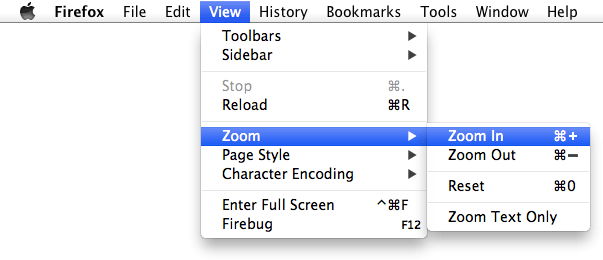 Firefox File Edit View History Bookmarks Tools Window Help
Toolbars
Sidebar
Stop ⌘.
Reload ⌘R
Zoom
Page Style
Character Encoding
Enter Full Screen ^⌘F
Firebug F12
Zoom In ⌘+
Zoom Out ⌘−
Reset ⌘0
Zoom Text Only